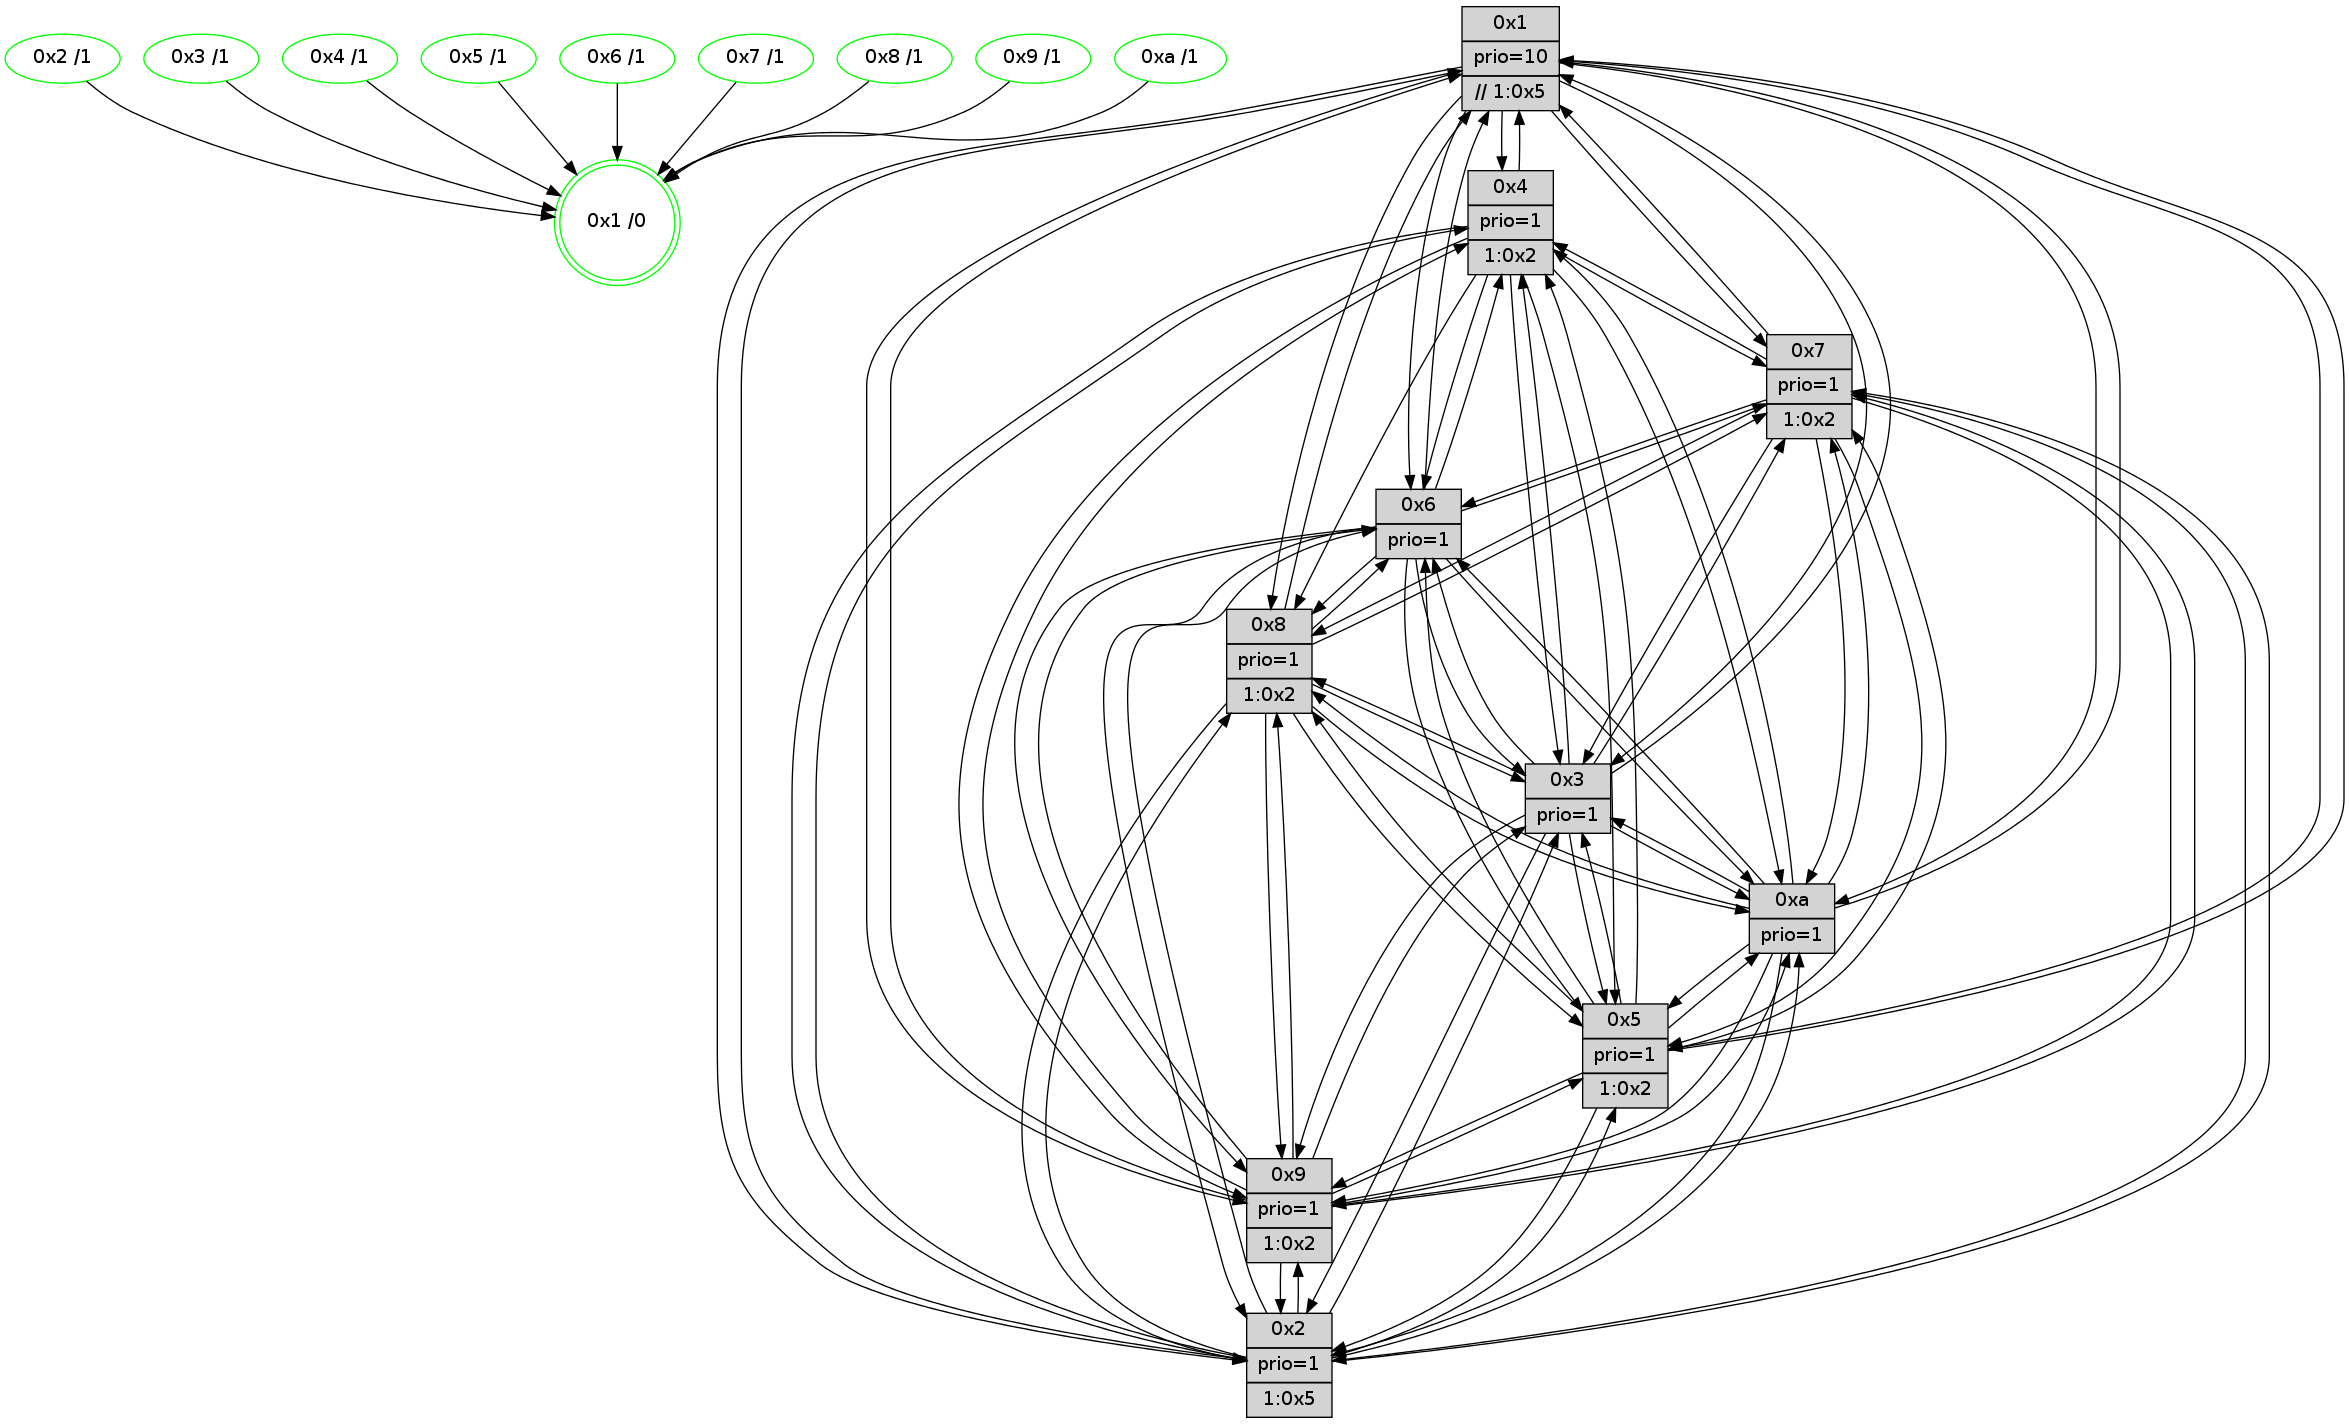 0x2 /1
0x3 /1
0x4 /1
0x5 /1
0x6 /1
0x7 /1
0x8 /1
0x9 /1
0xa /1
0x1 /0
0x1
prio=10
// 1:0x5
0x4
prio=1
1:0x2
0x7
prio=1
1:0x2
0x6
prio=1
0x8
prio=1
1:0x2
0x3
prio=1
0xa
prio=1
0x5
prio=1
1:0x2
0x9
prio=1
1:0x2
0x2
prio=1
1:0x5